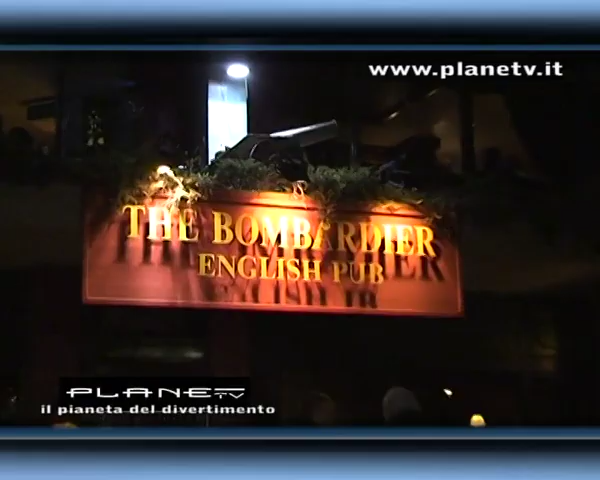 www.planetv.it
THE BOMBARDIER
ENGLISH PUB
PLANETV
il pianeta del divertimento